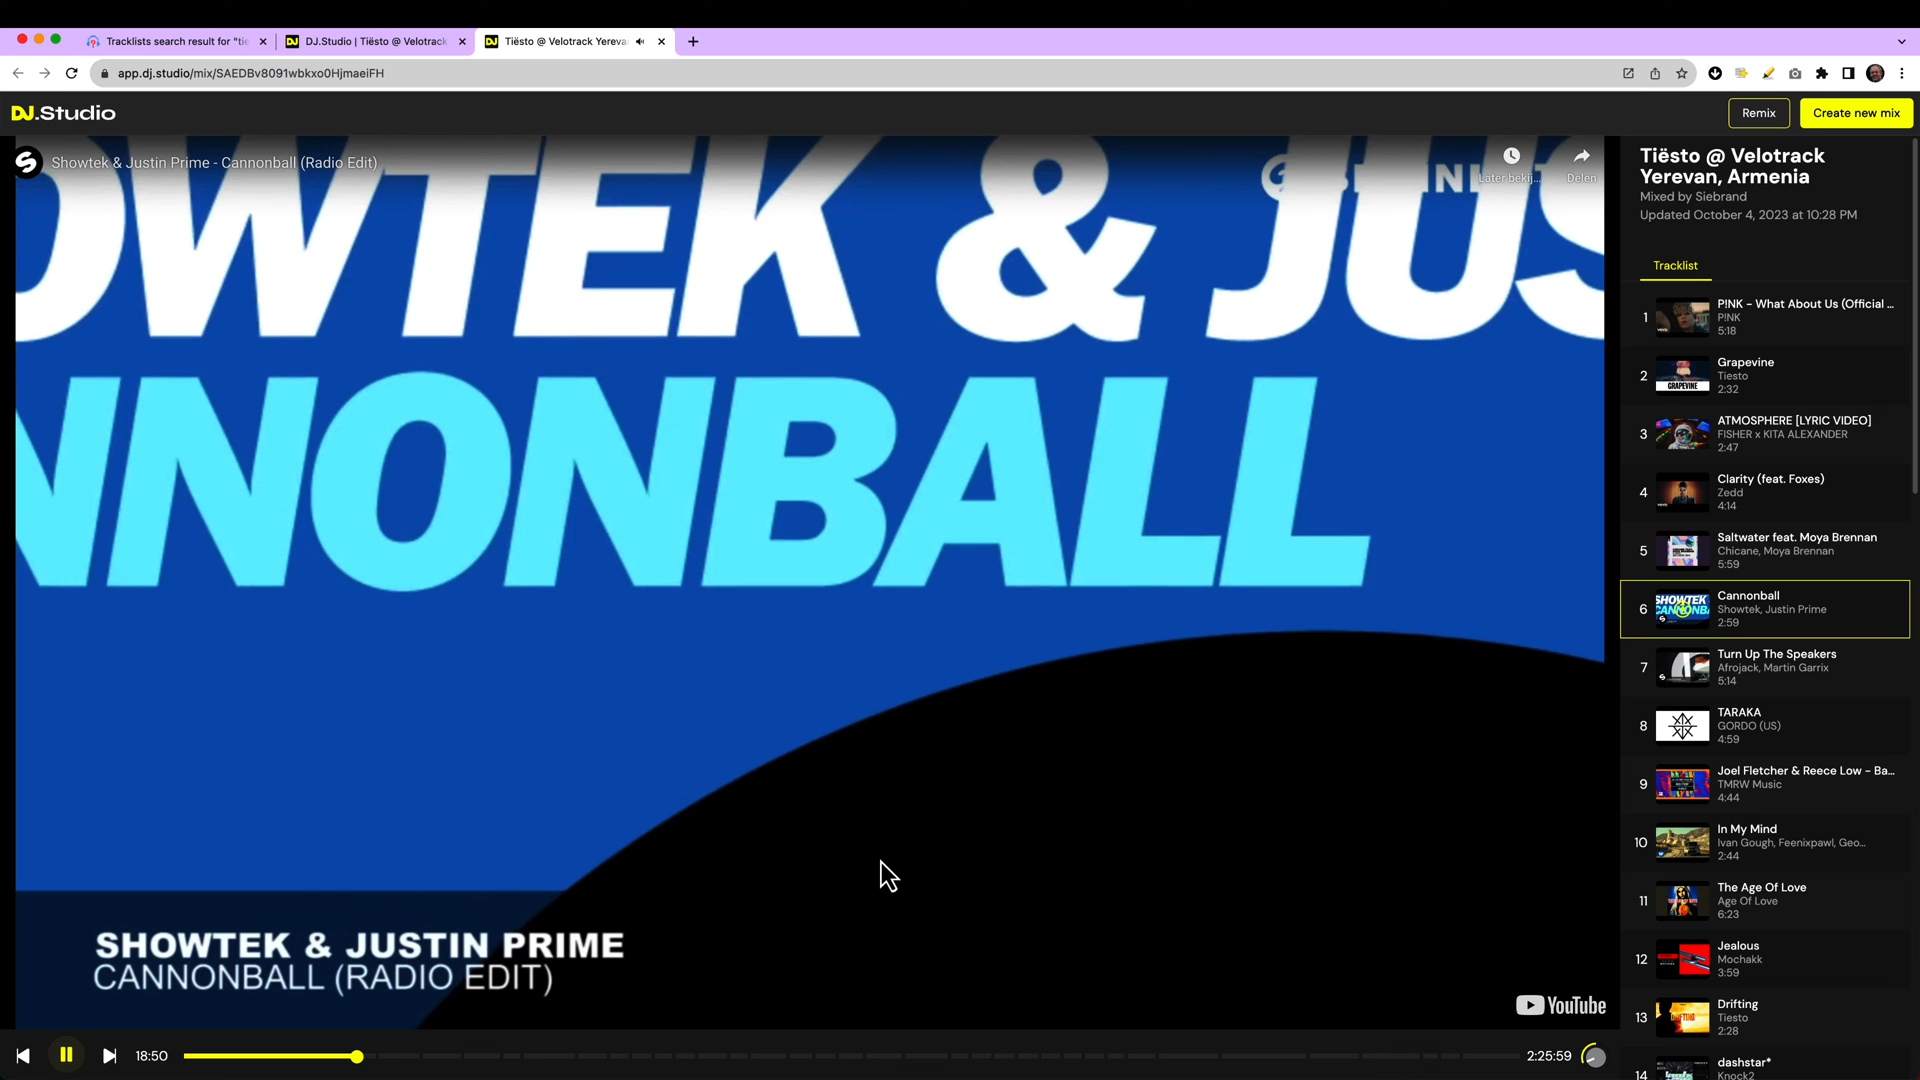 Tracklists search result for "tie
DJ.Studio | Tiësto @ Velotrack
Tiësto @ Velotrack Yerevan
app.dj.studio/mix/SAEDBv8091wbkxo0HjmaeiFH
DJ.Studio
Remix
Create new mix
Showtek & Justin Prime - Cannonball (Radio Edit)
Later bekij...
Delen
OWTEK & JUS
NNONBALL
SHOWTEK & JUSTIN PRIME
CANNONBALL (RADIO EDIT)
YouTube
Tiësto @ Velotrack
Yerevan, Armenia
Mixed by Siebrand
Updated October 4, 2023 at 10:28 PM
Tracklist
1
P!NK - What About Us (Official ...
P!NK
5:18
2
GRAPEVINE
Grapevine
Tiesto
2:32
3
ATMOSPHERE [LYRIC VIDEO]
FISHER x KITA ALEXANDER
2:47
4
Clarity (feat. Foxes)
Zedd
4:14
5
Saltwater feat. Moya Brennan
Chicane, Moya Brennan
5:59
6
SHOWTEK
CANNONBA
Cannonball
Showtek, Justin Prime
2:59
7
Turn Up The Speakers
Afrojack, Martin Garrix
5:14
8
TARAKA
GORDO (US)
4:59
9
Joel Fletcher & Reece Low - Ba...
TMRW Music
4:44
10
In My Mind
Ivan Gough, Feenixpawl, Geo...
2:44
11
The Age Of Love
Age Of Love
6:23
12
Jealous
Mochakk
3:59
13
DRIFTING
Drifting
Tiesto
2:28
14
dashstar*
Knock2
18:50
2:25:59